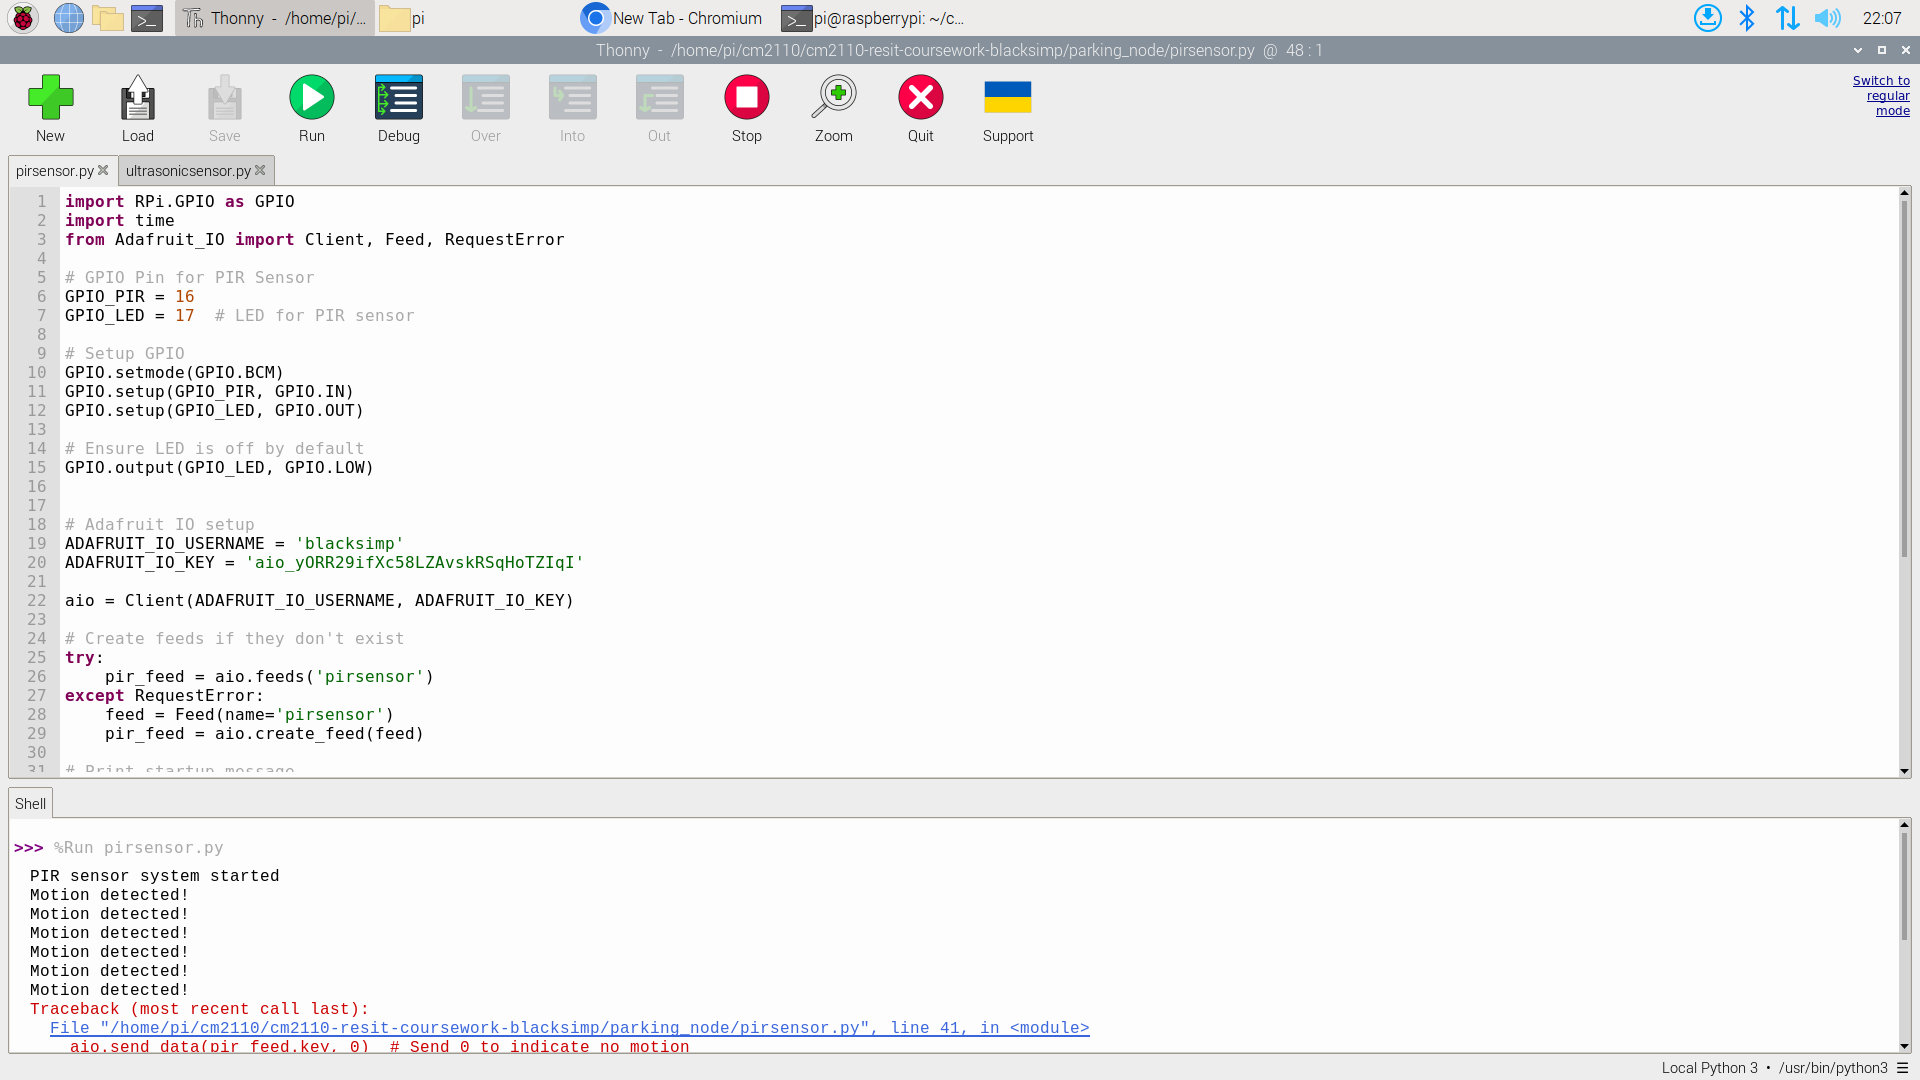 Thonny - /home/pi/...
pi
New Tab - Chromium
pi@raspberrypi: ~/c...
22:07
Thonny - /home/pi/cm2110/cm2110-resit-coursework-blacksimp/parking_node/pirsensor.py @ 48 : 1
New
Load
Save
Run
Debug
Over
Into
Out
Stop
Zoom
Quit
Support
Switch to
regular
mode
pirsensor.py
ultrasonicsensor.py
1 import RPi.GPIO as GPIO
2 import time
3 from Adafruit_IO import Client, Feed, RequestError
4
5 # GPIO Pin for PIR Sensor
6 GPIO_PIR = 16
7 GPIO_LED = 17  # LED for PIR sensor
8
9 # Setup GPIO
10 GPIO.setmode(GPIO.BCM)
11 GPIO.setup(GPIO_PIR, GPIO.IN)
12 GPIO.setup(GPIO_LED, GPIO.OUT)
13
14 # Ensure LED is off by default
15 GPIO.output(GPIO_LED, GPIO.LOW)
16
17
18 # Adafruit IO setup
19 ADAFRUIT_IO_USERNAME = 'blacksimp'
20 ADAFRUIT_IO_KEY = 'aio_yORR29ifXc58LZAvskRSqHoTZIqI'
21
22 aio = Client(ADAFRUIT_IO_USERNAME, ADAFRUIT_IO_KEY)
23
24 # Create feeds if they don't exist
25 try:
26     pir_feed = aio.feeds('pirsensor')
27 except RequestError:
28     feed = Feed(name='pirsensor')
29     pir_feed = aio.create_feed(feed)
30
31 # Print startup message
Shell
>>> %Run pirsensor.py
PIR sensor system started
Motion detected!
Motion detected!
Motion detected!
Motion detected!
Motion detected!
Motion detected!
Traceback (most recent call last):
File "/home/pi/cm2110/cm2110-resit-coursework-blacksimp/parking_node/pirsensor.py", line 41, in <module>
aio.send_data(pir_feed.key, 0)  # Send 0 to indicate no motion
Local Python 3 • /usr/bin/python3 ☰